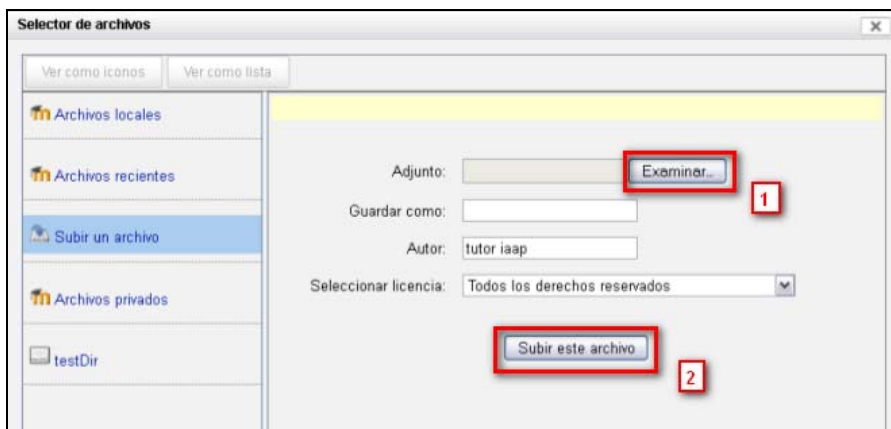 Selector de archivos
Ver como iconos
Ver como lista
Archivos locales
Archivos recientes
Subir un archivo
Archivos privados
testDir
Adjunto:
Examinar..
1
Guardar como:
Autor:
tutor iaap
Seleccionar licencia:
Todos los derechos reservados
Subir este archivo
2